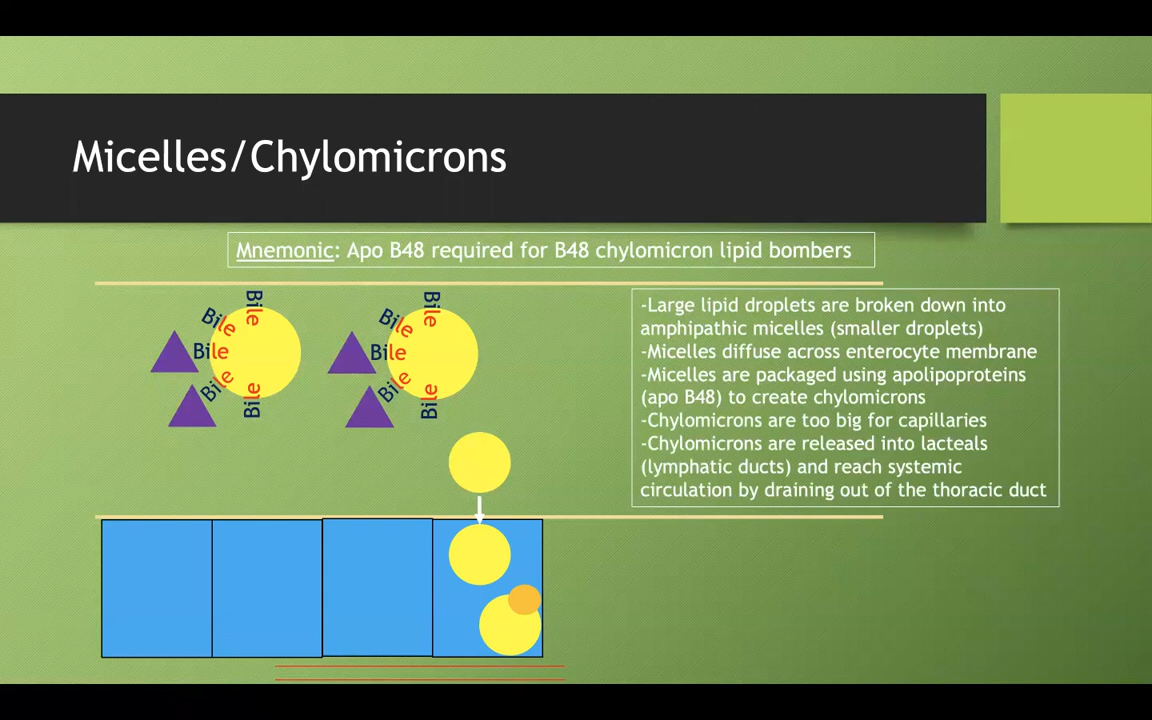 Micelles/Chylomicrons
Mnemonic: Apo B48 required for B48 chylomicron lipid bombers
Bile
Bile
Bile
Bile
Bile
Bile
Bile
Bile
Bile
Bile
-Large lipid droplets are broken down into
amphipathic micelles (smaller droplets)
-Micelles diffuse across enterocyte membrane
-Micelles are packaged using apolipoproteins
(apo B48) to create chylomicrons
-Chylomicrons are too big for capillaries
-Chylomicrons are released into lacteals
(lymphatic ducts) and reach systemic
circulation by draining out of the thoracic duct